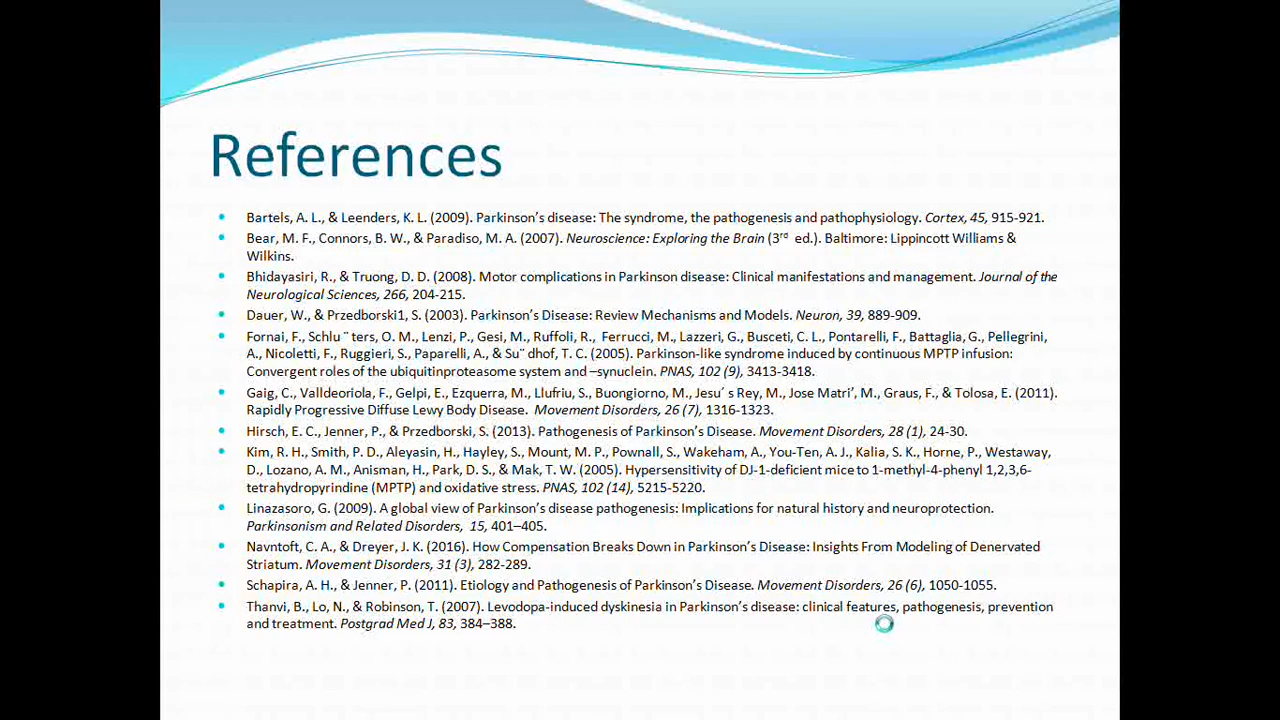 References
Bartels, A. L., & Leenders, K. L. (2009). Parkinson's disease: The syndrome, the pathogenesis and pathophysiology. Cortex, 45, 915-921.
Bear, M. F., Connors, B. W., & Paradiso, M. A. (2007). Neuroscience: Exploring the Brain (3rd ed.). Baltimore: Lippincott Williams &
Wilkins.
Bhidayasiri, R., & Truong, D. D. (2008). Motor complications in Parkinson disease: Clinical manifestations and management. Journal of the
Neurological Sciences, 266, 204-215.
Dauer, W., & Przedborski1, S. (2003). Parkinson's Disease: Review Mechanisms and Models. Neuron, 39, 889-909.
Fornai, F., Schlu ¨ ters, O. M., Lenzi, P., Gesi, M., Ruffoli, R., Ferrucci, M., Lazzeri, G., Busceti, C. L., Pontarelli, F., Battaglia, G., Pellegrini,
A., Nicoletti, F., Ruggieri, S., Paparelli, A., & Su¨ dhof, T. C. (2005). Parkinson-like syndrome induced by continuous MPTP infusion:
Convergent roles of the ubiquitinproteasome system and –synuclein. PNAS, 102 (9), 3413-3418.
Gaig, C., Valldeoriola, F., Gelpi, E., Ezquerra, M., Llufriu, S., Buongiorno, M., Jesu´ s Rey, M., Jose Matri', M., Graus, F., & Tolosa, E. (2011).
Rapidly Progressive Diffuse Lewy Body Disease. Movement Disorders, 26 (7), 1316-1323.
Hirsch, E. C., Jenner, P., & Przedborski, S. (2013). Pathogenesis of Parkinson's Disease. Movement Disorders, 28 (1), 24-30.
Kim, R. H., Smith, P. D., Aleyasin, H., Hayley, S., Mount, M. P., Pownall, S., Wakeham, A., You-Ten, A. J., Kalia, S. K., Horne, P., Westaway,
D., Lozano, A. M., Anisman, H., Park, D. S., & Mak, T. W. (2005). Hypersensitivity of DJ-1-deficient mice to 1-methyl-4-phenyl 1,2,3,6-
tetrahydropyrindine (MPTP) and oxidative stress. PNAS, 102 (14), 5215-5220.
Linazasoro, G. (2009). A global view of Parkinson's disease pathogenesis: Implications for natural history and neuroprotection.
Parkinsonism and Related Disorders, 15, 401–405.
Navntoft, C. A., & Dreyer, J. K. (2016). How Compensation Breaks Down in Parkinson's Disease: Insights From Modeling of Denervated
Striatum. Movement Disorders, 31 (3), 282-289.
Schapira, A. H., & Jenner, P. (2011). Etiology and Pathogenesis of Parkinson's Disease. Movement Disorders, 26 (6), 1050-1055.
Thanvi, B., Lo, N., & Robinson, T. (2007). Levodopa-induced dyskinesia in Parkinson's disease: clinical features, pathogenesis, prevention
and treatment. Postgrad Med J, 83, 384–388.